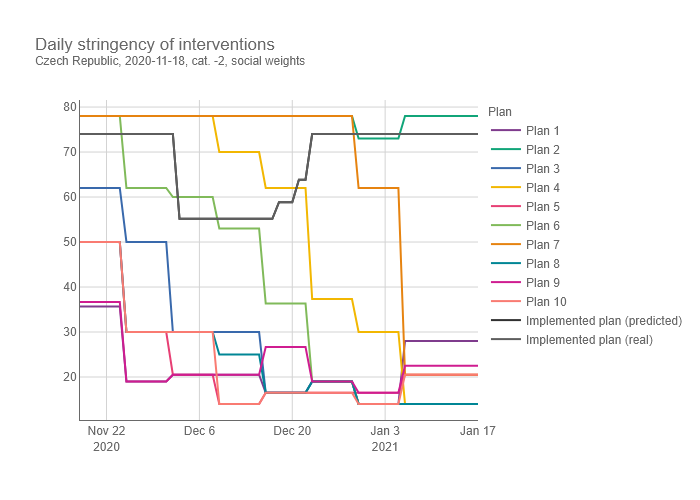 Daily stringency of interventions
Czech Republic, 2020-11-18, cat. -2, social weights
80
70
60
50
40
30
20
Nov 22
2020
Dec 6
Dec 20
Jan 3
2021
Jan 17
Plan
Plan 1
Plan 2
Plan 3
Plan 4
Plan 5
Plan 6
Plan 7
Plan 8
Plan 9
Plan 10
Implemented plan (predicted)
Implemented plan (real)